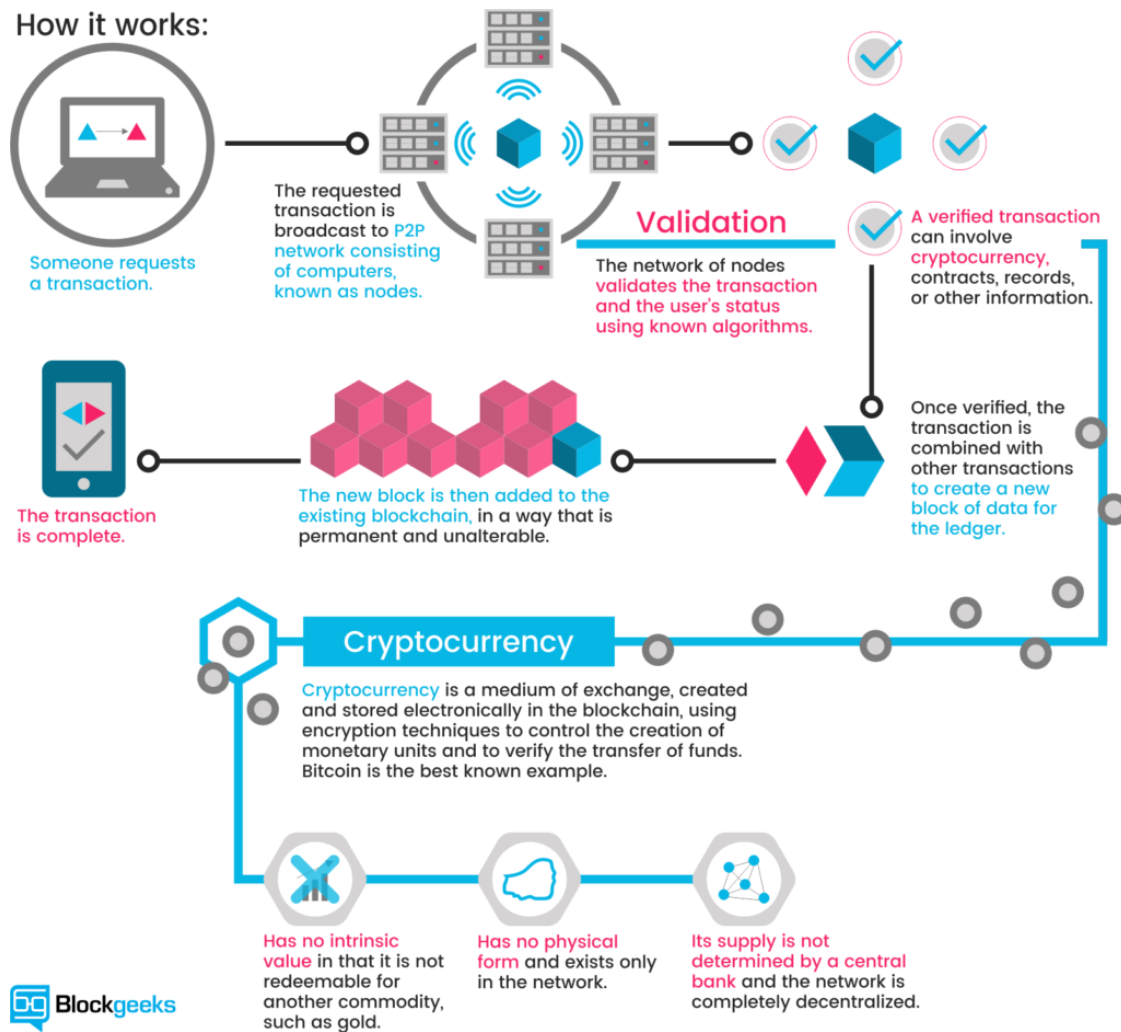 How it works:
Someone requests
a transaction.
The requested
transaction is
broadcast to P2P
network consisting
of computers,
known as nodes.
Validation
The network of nodes
validates the transaction
and the user's status
using known algorithms.
A verified transaction
can involve
cryptocurrency,
contracts, records,
or other information.
Once verified, the
transaction is
combined with
other transactions
to create a new
block of data for
the ledger.
The new block is then added to the
existing blockchain, in a way that is
permanent and unalterable.
The transaction
is complete.
Cryptocurrency
Cryptocurrency is a medium of exchange, created
and stored electronically in the blockchain, using
encryption techniques to control the creation of
monetary units and to verify the transfer of funds.
Bitcoin is the best known example.
Has no intrinsic
value in that it is not
redeemable for
another commodity,
such as gold.
Has no physical
form and exists only
in the network.
Its supply is not
determined by a central
bank and the network is
completely decentralized.
Blockgeeks